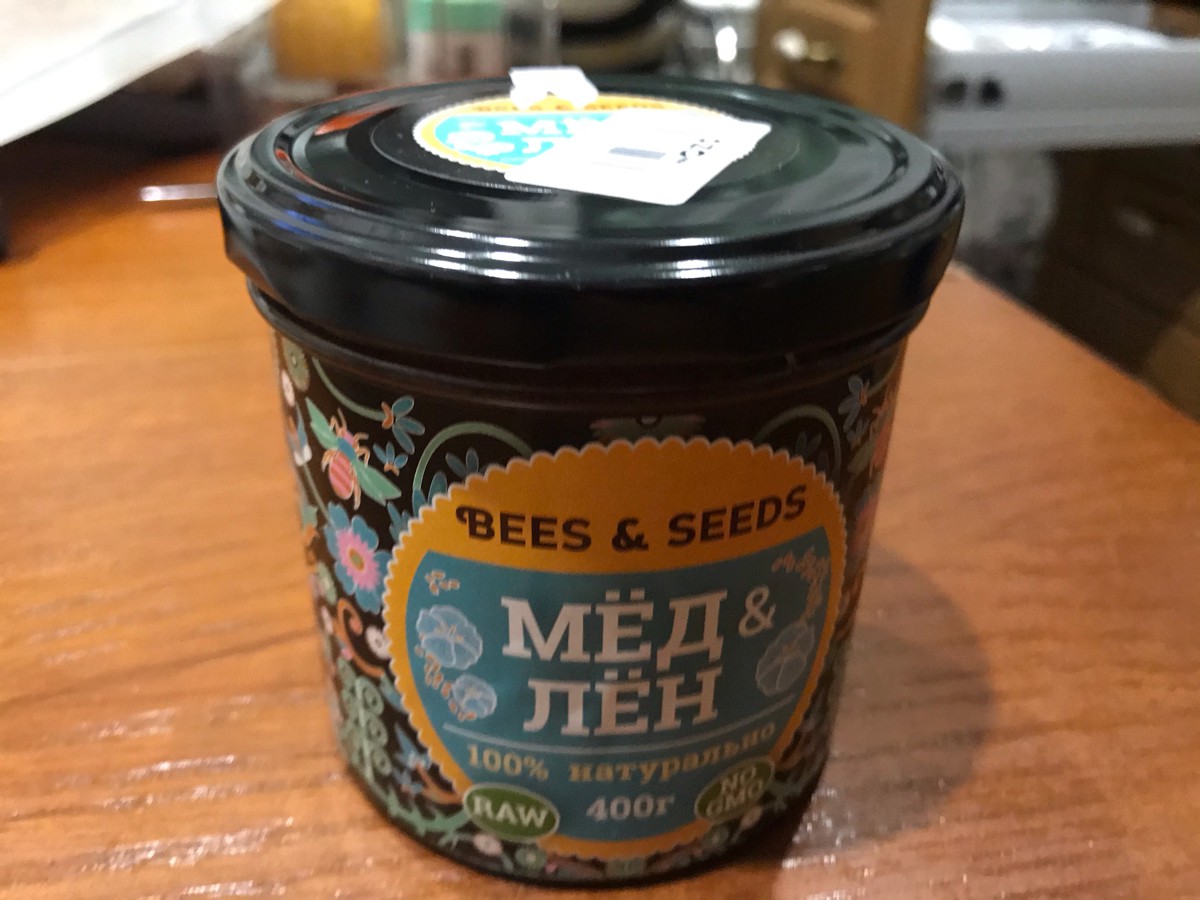 BEES & SEEDS
МЁД &
ЛЁН
100% натурально
RAW
400г
NO
GMO